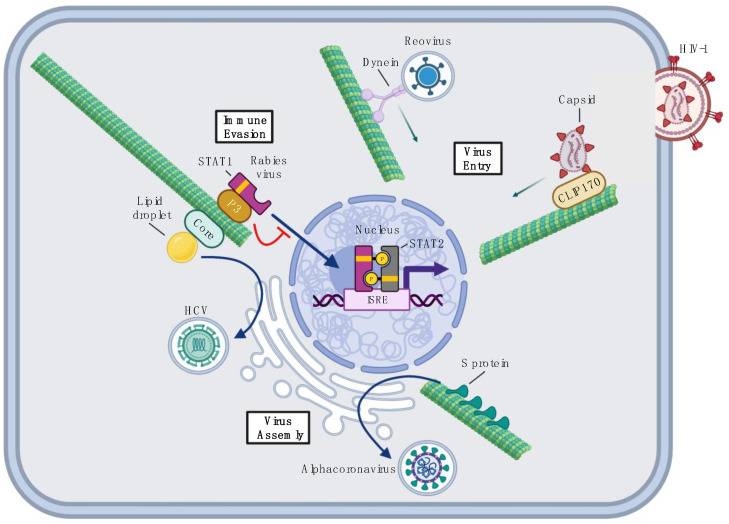 Reovirus
Dynein
HIV-1
Capsid
Immune
Evasion
Virus
Entry
STAT1
Rabies
virus
P3
CLIP170
Lipid
droplet
Core
Nucleus
STAT2
P
P
ISRE
HCV
S protein
Virus
Assembly
Alphacoronavirus